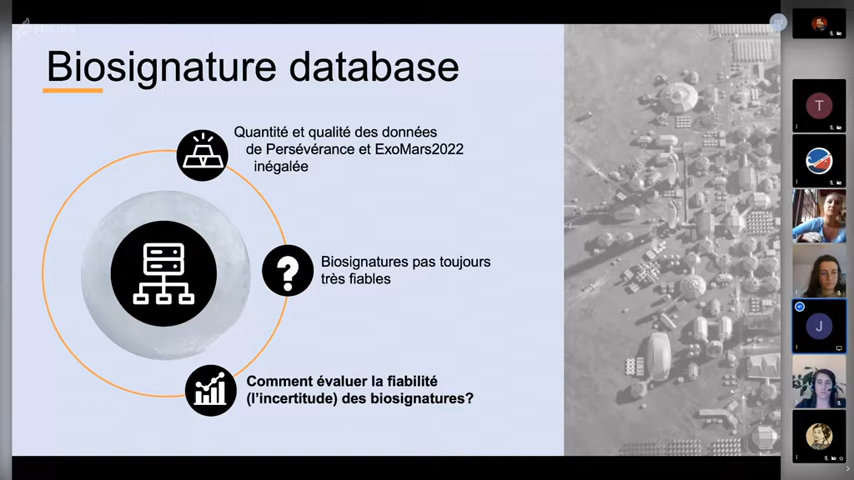 Biosignature database
Quantité et qualité des données
de Persévérance et ExoMars2022
inégalée
Biosignatures pas toujours
très fiables
Comment évaluer la fiabilité
(l'incertitude) des biosignatures?
T
J